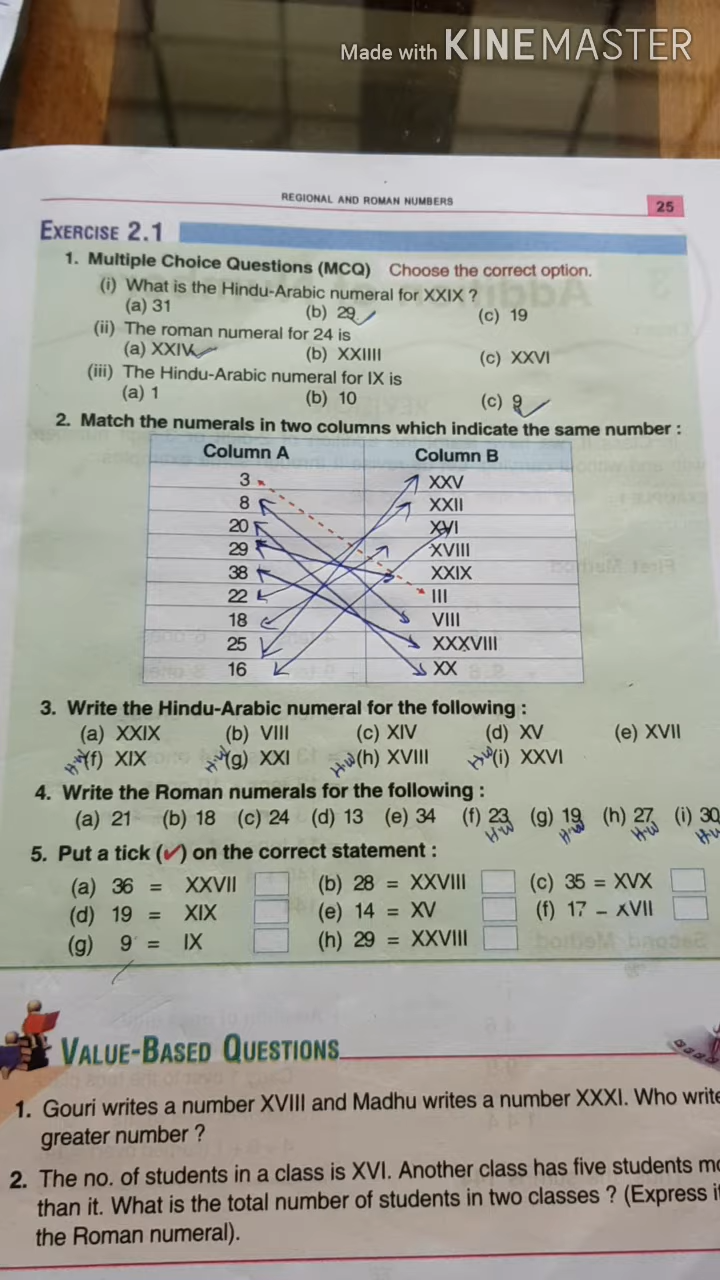 Made with KINEMASTER
REGIONAL AND ROMAN NUMBERS 25
EXERCISE 2.1
1. Multiple Choice Questions (MCQ) Choose the correct option.
(i) What is the Hindu-Arabic numeral for XXIX ?
(a) 31 (b) 29 (c) 19
(ii) The roman numeral for 24 is
(a) XXIV (b) XXIIII (c) XXVI
(iii) The Hindu-Arabic numeral for IX is
(a) 1 (b) 10 (c) 9
2. Match the numerals in two columns which indicate the same number :
Column A Column B
3 XXV
8 XXII
20 XVI
29 XVIII
38 XXIX
22 III
18 VIII
25 XXXVIII
16 XX
3. Write the Hindu-Arabic numeral for the following :
(a) XXIX (b) VIII (c) XIV (d) XV (e) XVII
H.W (f) XIX H.W (g) XXI H.W (h) XVIII H.W (i) XXVI
4. Write the Roman numerals for the following :
(a) 21 (b) 18 (c) 24 (d) 13 (e) 34 (f) 23 (g) 19 (h) 27 (i) 30
H.W H.W H.W H.W
5. Put a tick (✓) on the correct statement :
(a) 36 = XXVII (b) 28 = XXVIII (c) 35 = XVX
(d) 19 = XIX (e) 14 = XV (f) 17 = XVII
(g) 9 = IX (h) 29 = XXVIII
VALUE-BASED QUESTIONS
1. Gouri writes a number XVIII and Madhu writes a number XXXI. Who write
greater number ?
2. The no. of students in a class is XVI. Another class has five students mo
than it. What is the total number of students in two classes ? (Express i
the Roman numeral).